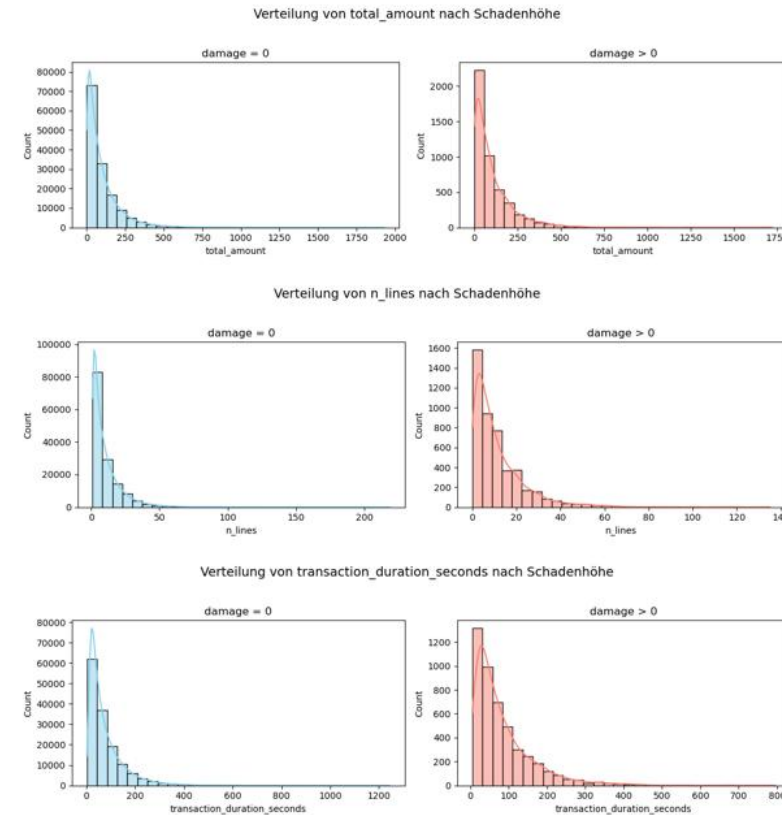 Verteilung von total_amount nach Schadenhöhe
damage = 0
80000
70000
60000
50000
40000
30000
20000
10000
0
Count
0 250 500 750 1000 1250 1500 1750 2000
total_amount
damage > 0
2000
1500
1000
500
0
Count
0 250 500 750 1000 1250 1500
total_amount
Verteilung von n_lines nach Schadenhöhe
damage = 0
100000
80000
60000
40000
20000
0
Count
0 50 100 150 200
n_lines
damage > 0
1600
1400
1200
1000
800
600
400
200
0
Count
0 20 40 60 80 100 120
n_lines
Verteilung von transaction_duration_seconds nach Schadenhöhe
damage = 0
80000
70000
60000
50000
40000
30000
20000
10000
0
Count
0 200 400 600 800 1000 1200
transaction_duration_seconds
damage > 0
1200
1000
800
600
400
200
0
Count
0 100 200 300 400 500 600 700 800
transaction_duration_seconds